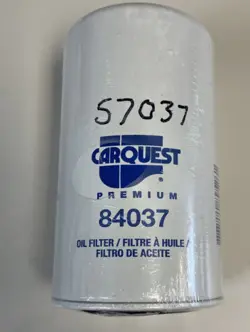 57037
CARQUEST
PREMIUM
84037
OIL FILTER / FILTRE À HUILE /
FILTRO DE ACEITE